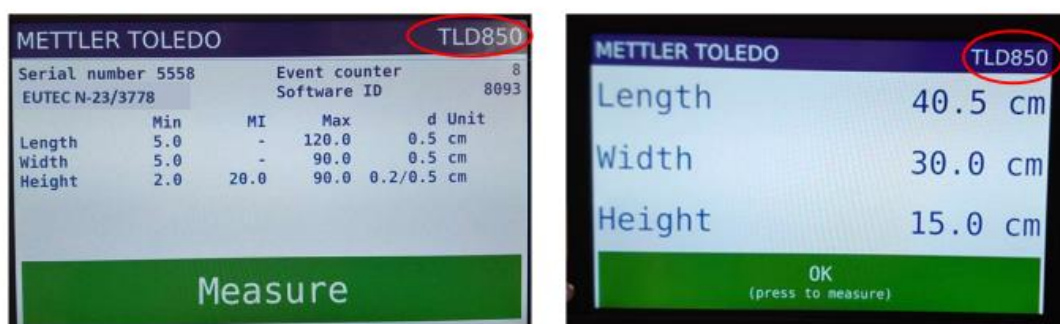 METTLER TOLEDO TLD850
Serial number 5558 Event counter 8
EUTEC N-23/3778 Software ID 8093
Min MI Max d Unit
Length 5.0 - 120.0 0.5 cm
Width 5.0 - 90.0 0.5 cm
Height 2.0 20.0 90.0 0.2/0.5 cm
Measure
METTLER TOLEDO TLD850
Length 40.5 cm
Width 30.0 cm
Height 15.0 cm
OK
(press to measure)